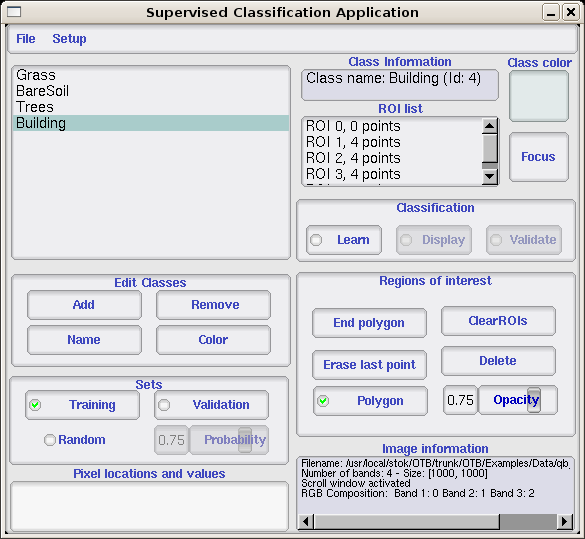 Supervised Classification Application
File Setup
Grass
BareSoil
Trees
Building
Class Information
Class name: Building (Id: 4)
Class color
ROI list
ROI 0, 0 points
ROI 1, 4 points
ROI 2, 4 points
ROI 3, 4 points
Focus
Classification
Learn Display Validate
Edit Classes
Add Remove
Name Color
Regions of interest
End polygon ClearROIs
Erase last point Delete
Polygon 0.75 Opacity
Sets
Training Validation
Random 0.75 Probability
Pixel locations and values
Image information
Filename: /usr/local/stok/OTB/trunk/OTB/Examples/Data/qb_
Number of bands: 4 - Size: [1000, 1000]
Scroll window activated
RGB Composition: Band 1: 0 Band 2: 1 Band 3: 2